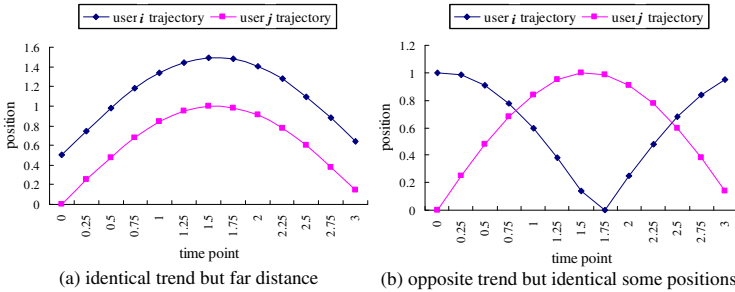 user i trajectory user j trajectory
1.6
1.4
1.2
1
0.8
0.6
0.4
0.2
0
position
0 0.25 0.5 0.75 1 1.25 1.5 1.75 2 2.25 2.5 2.75 3
time point
(a) identical trend but far distance
user i trajectory user j trajectory
1.2
1
0.8
0.6
0.4
0.2
0
position
0 0.25 0.5 0.75 1 1.25 1.5 1.75 2 2.25 2.5 2.75 3
time point
(b) opposite trend but identical some positions